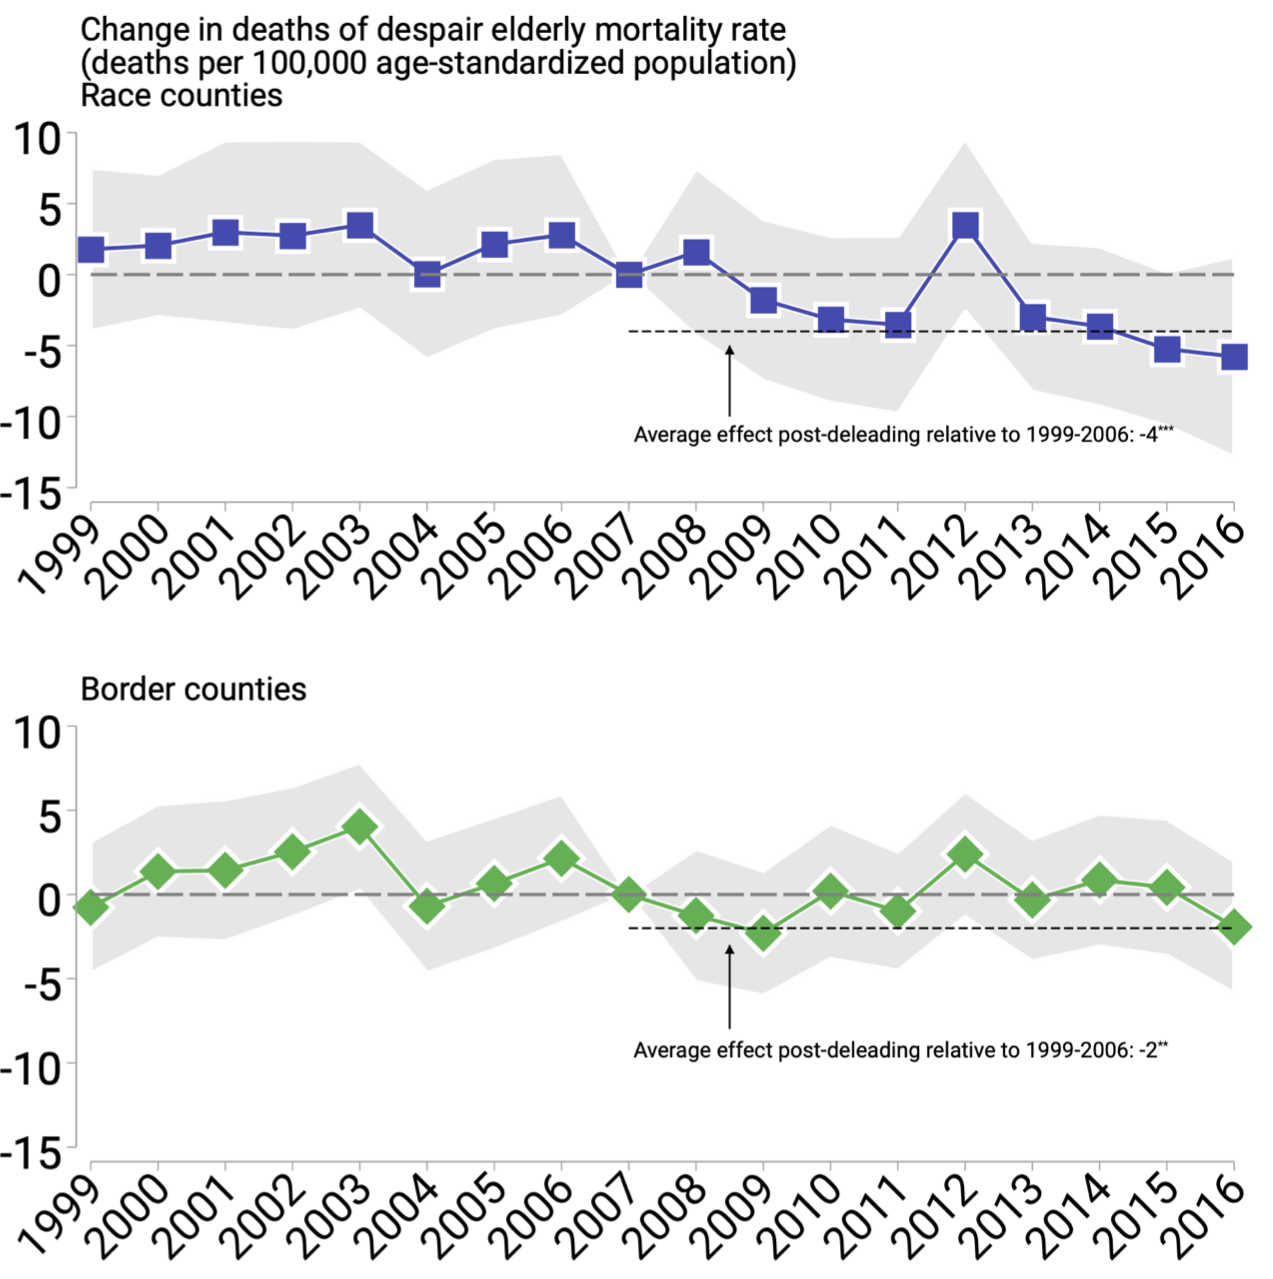 Change in deaths of despair elderly mortality rate
(deaths per 100,000 age-standardized population)
Race counties
10
5
0
-5
-10
-15
Average effect post-deleading relative to 1999-2006: -4***
1999 2000 2001 2002 2003 2004 2005 2006 2007 2008 2009 2010 2011 2012 2013 2014 2015 2016
Border counties
10
5
0
-5
-10
-15
Average effect post-deleading relative to 1999-2006: -2**
1999 2000 2001 2002 2003 2004 2005 2006 2007 2008 2009 2010 2011 2012 2013 2014 2015 2016